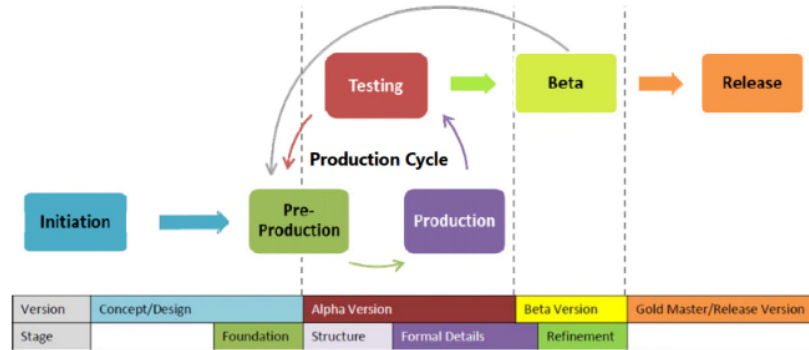 Testing
Beta
Release
Production Cycle
Initiation
Pre-
Production
Production
Version Concept/Design Alpha Version Beta Version Gold Master/Release Version
Stage Foundation Structure Formal Details Refinement